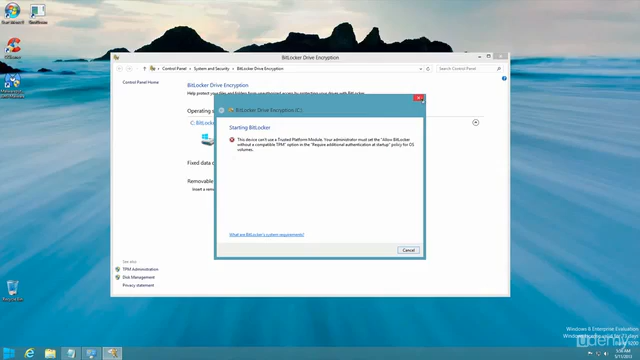 BitLocker Drive Encryption
Control Panel
System and Security
BitLocker Drive Encryption
Search Control Panel
Control Panel Home
BitLocker Drive Encryption
Help protect your files and folders from unauthorized access by protecting your drives with BitLocker.
Operating s
C: BitLock
Fixed data d
Removable
Insert a remo
BitLocker Drive Encryption (C:)
Starting BitLocker
This device can't use a Trusted Platform Module. Your administrator must set the "Allow BitLocker
without a compatible TPM" option in the "Require additional authentication at startup" policy for OS
volumes.
What are BitLocker's system requirements?
Cancel
See also
TPM Administration
Disk Management
Privacy statement
Recycle Bin
Windows 8 Enterprise Evaluation
udemy